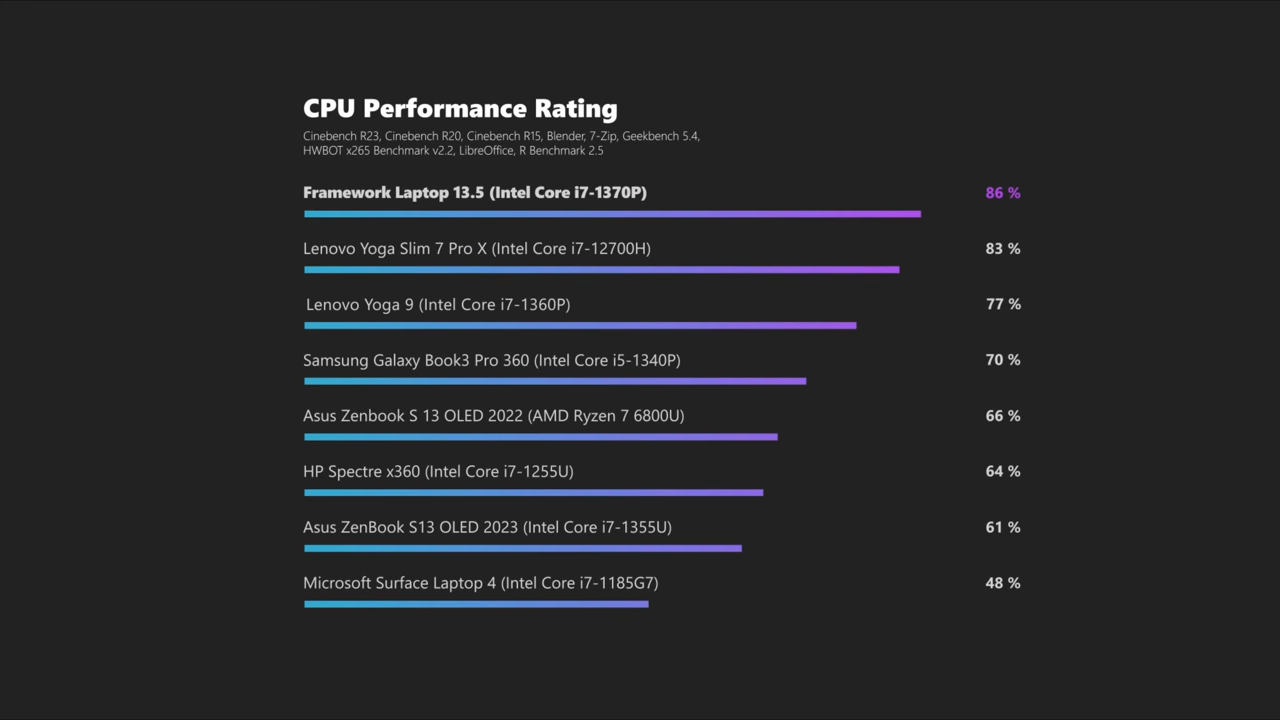 CPU Performance Rating
Cinebench R23, Cinebench R20, Cinebench R15, Blender, 7-Zip, Geekbench 5.4,
HWBOT x265 Benchmark v2.2, LibreOffice, R Benchmark 2.5
Framework Laptop 13.5 (Intel Core i7-1370P) 86 %
Lenovo Yoga Slim 7 Pro X (Intel Core i7-12700H) 83 %
Lenovo Yoga 9 (Intel Core i7-1360P) 77 %
Samsung Galaxy Book3 Pro 360 (Intel Core i5-1340P) 70 %
Asus Zenbook S 13 OLED 2022 (AMD Ryzen 7 6800U) 66 %
HP Spectre x360 (Intel Core i7-1255U) 64 %
Asus ZenBook S13 OLED 2023 (Intel Core i7-1355U) 61 %
Microsoft Surface Laptop 4 (Intel Core i7-1185G7) 48 %